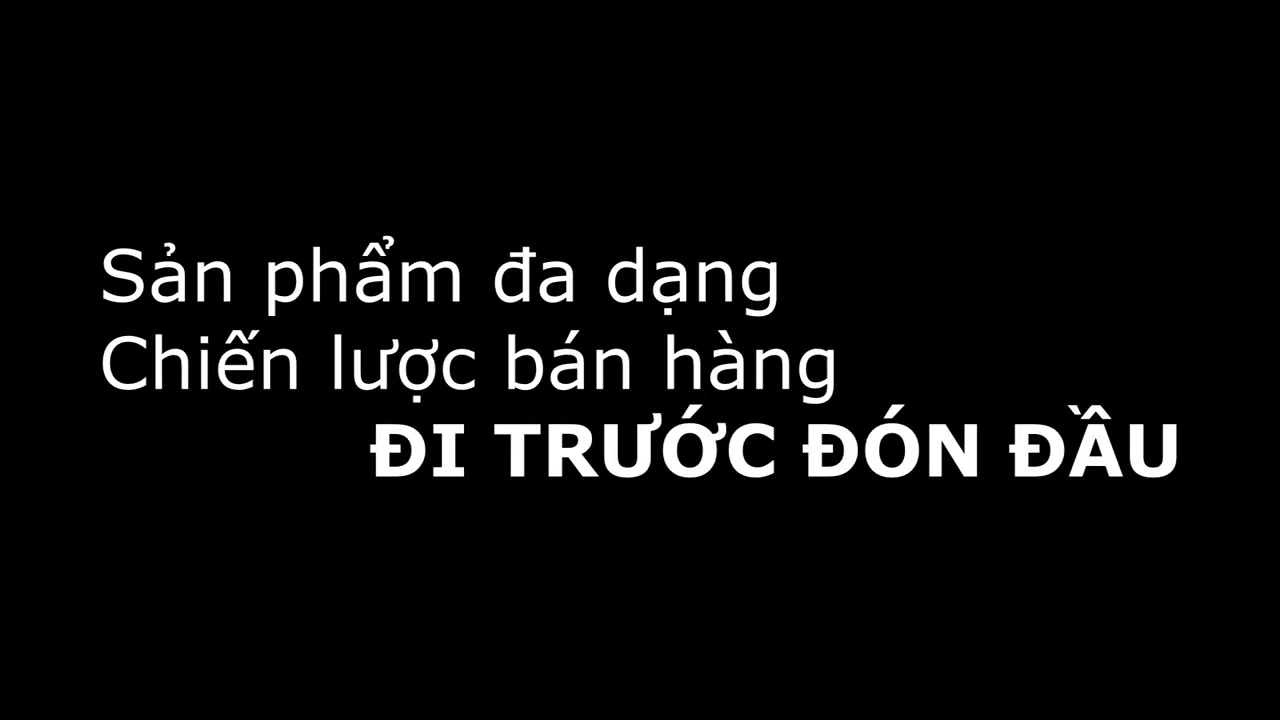 Sản phẩm đa dạng
Chiến lược bán hàng
ĐI TRƯỚC ĐÓN ĐẦU